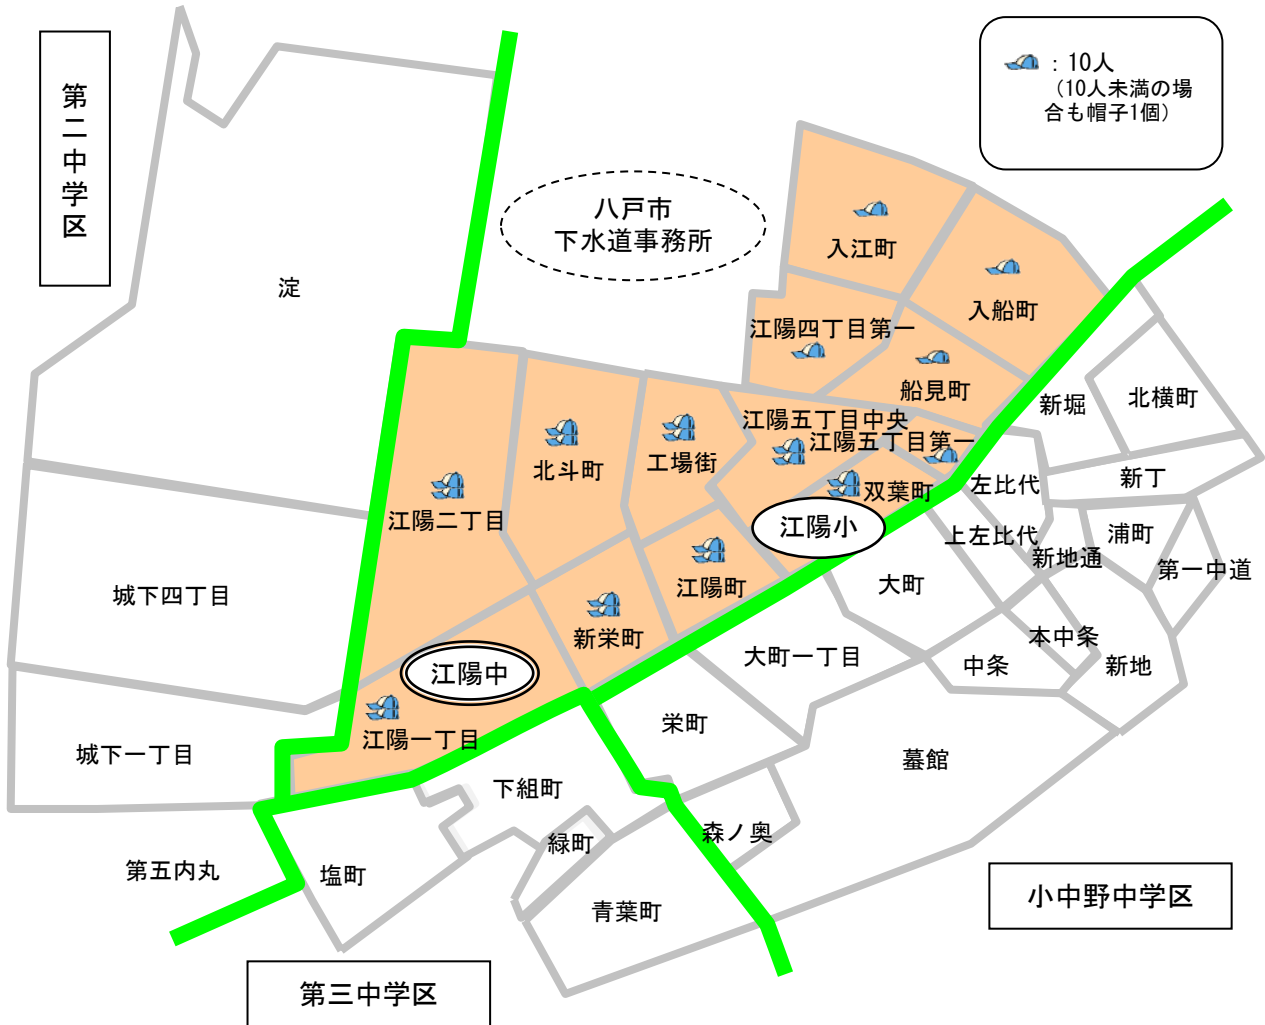 第二中学区
：10人
（10人未満の場
合も帽子1個）
八戸市
下水道事務所
淀
入江町
入船町
江陽四丁目第一
船見町
新堀
北横町
江陽五丁目中央
江陽五丁目第一
北斗町
工場街
双葉町
左比代
新丁
江陽二丁目
江陽小
上左比代
浦町
新地通
第一中道
城下四丁目
江陽町
大町
新栄町
本中条
大町一丁目
中条
新地
江陽中
城下一丁目
江陽一丁目
栄町
蟇館
下組町
森ノ奥
緑町
第五内丸
塩町
青葉町
小中野中学区
第三中学区